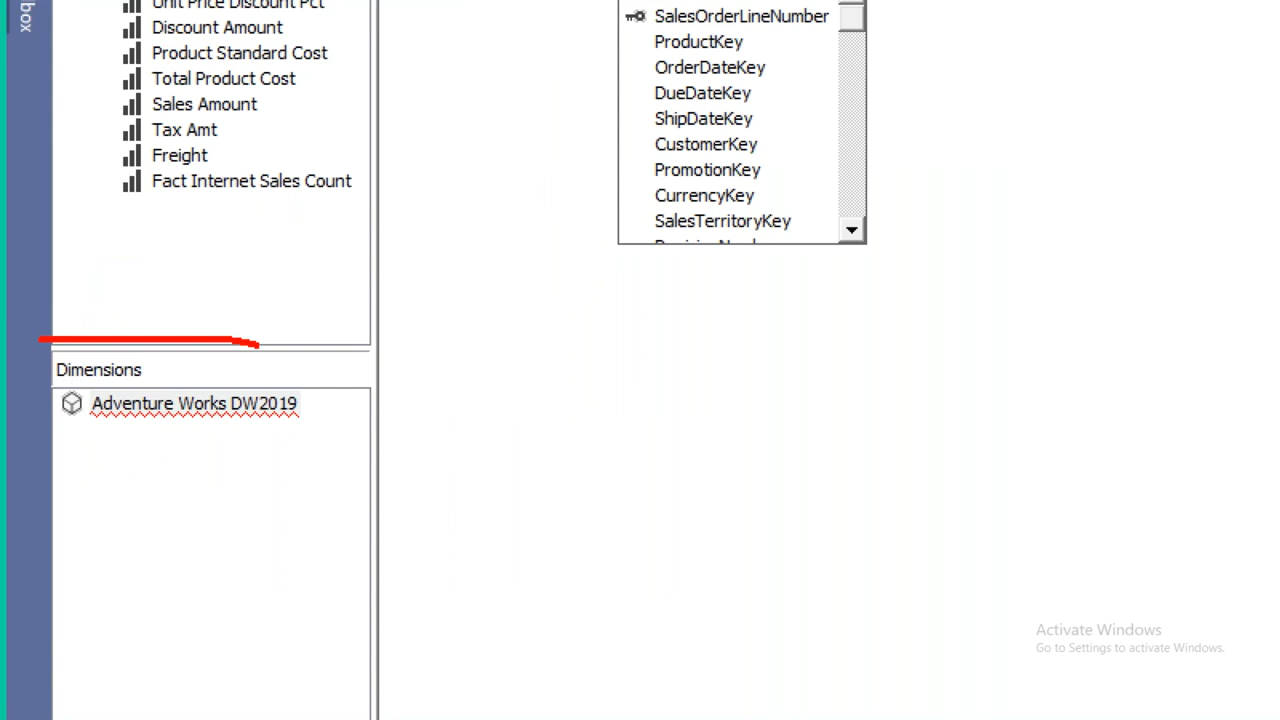 box
Unit Price Discount Pct
Discount Amount
Product Standard Cost
Total Product Cost
Sales Amount
Tax Amt
Freight
Fact Internet Sales Count
Dimensions
Adventure Works DW2019
SalesOrderLineNumber
ProductKey
OrderDateKey
DueDateKey
ShipDateKey
CustomerKey
PromotionKey
CurrencyKey
SalesTerritoryKey
Activate Windows
Go to Settings to activate Windows.